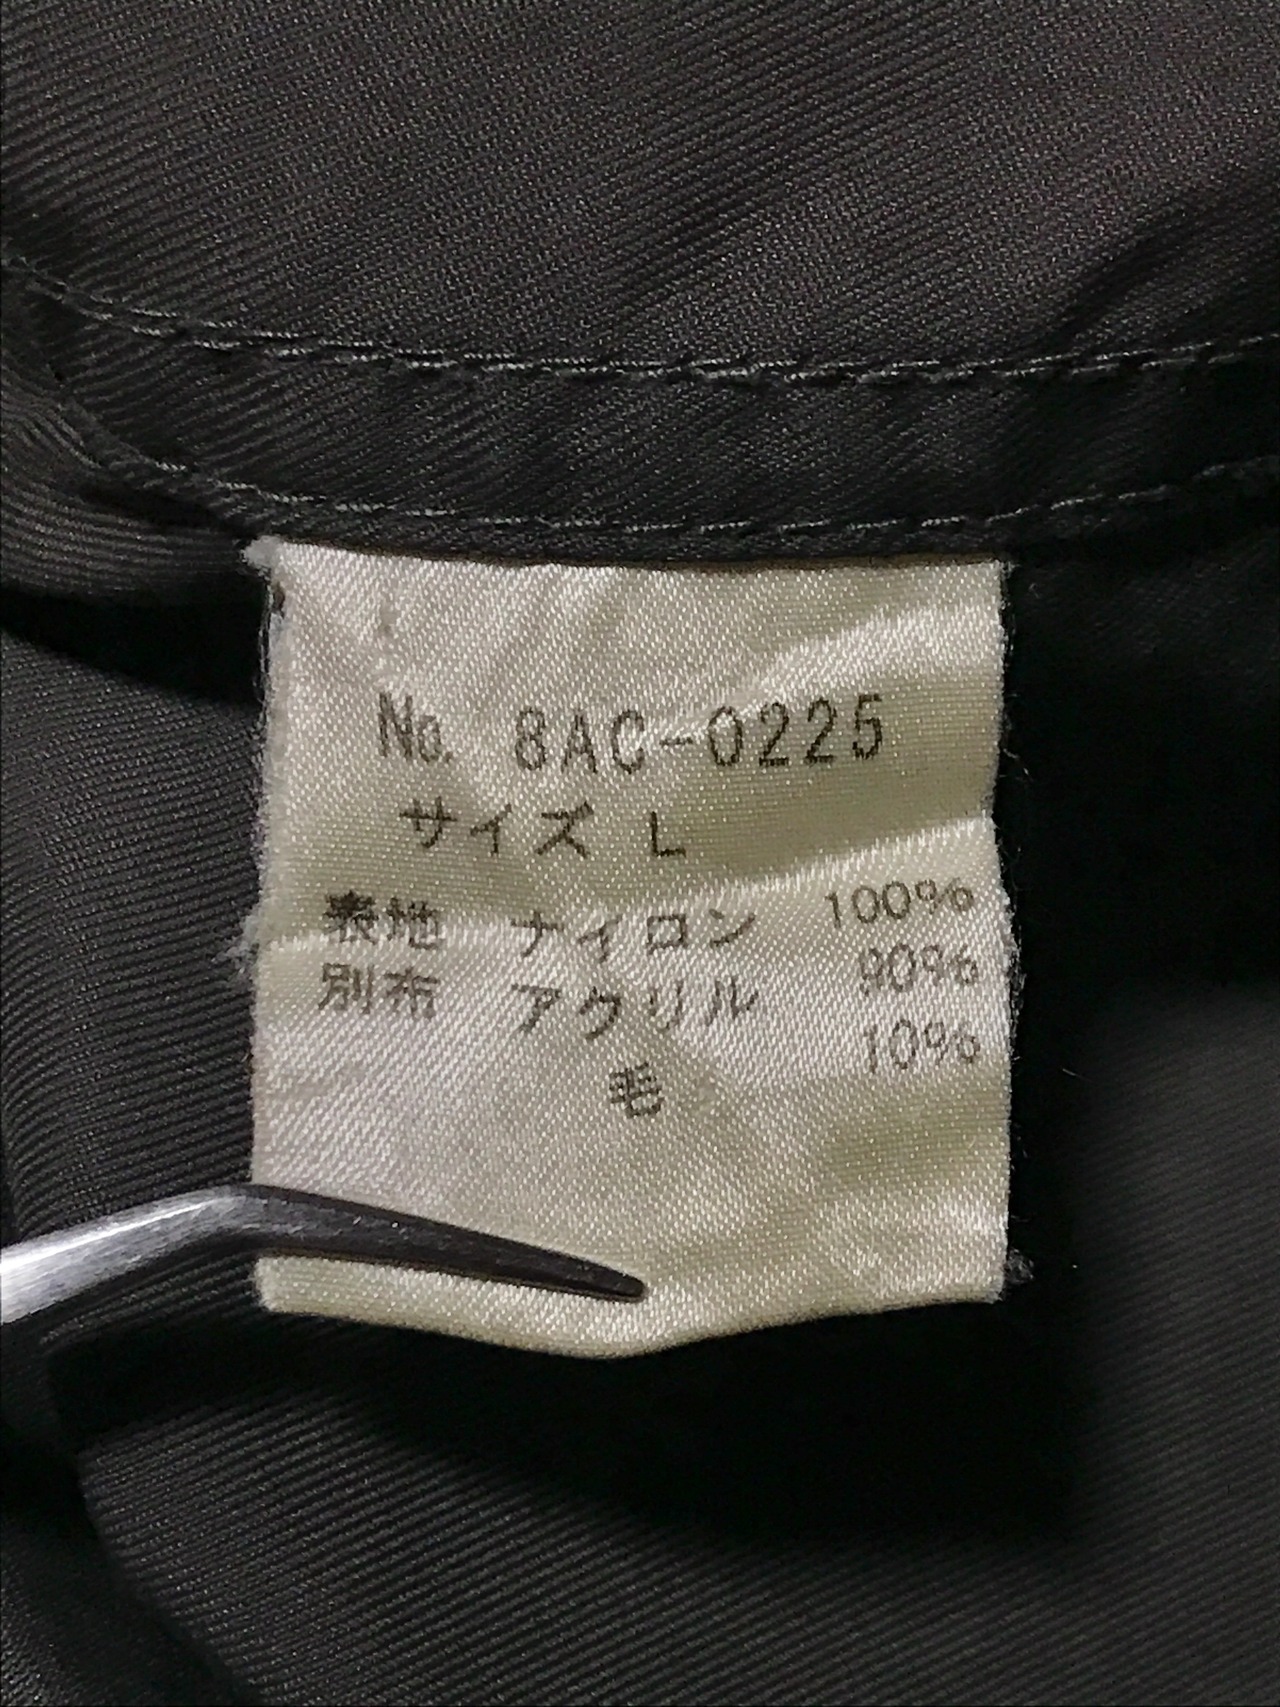 No. 8AC-0225
サイズ L
表地 ナイロン 100%
別布 アクリル 90%
毛 10%